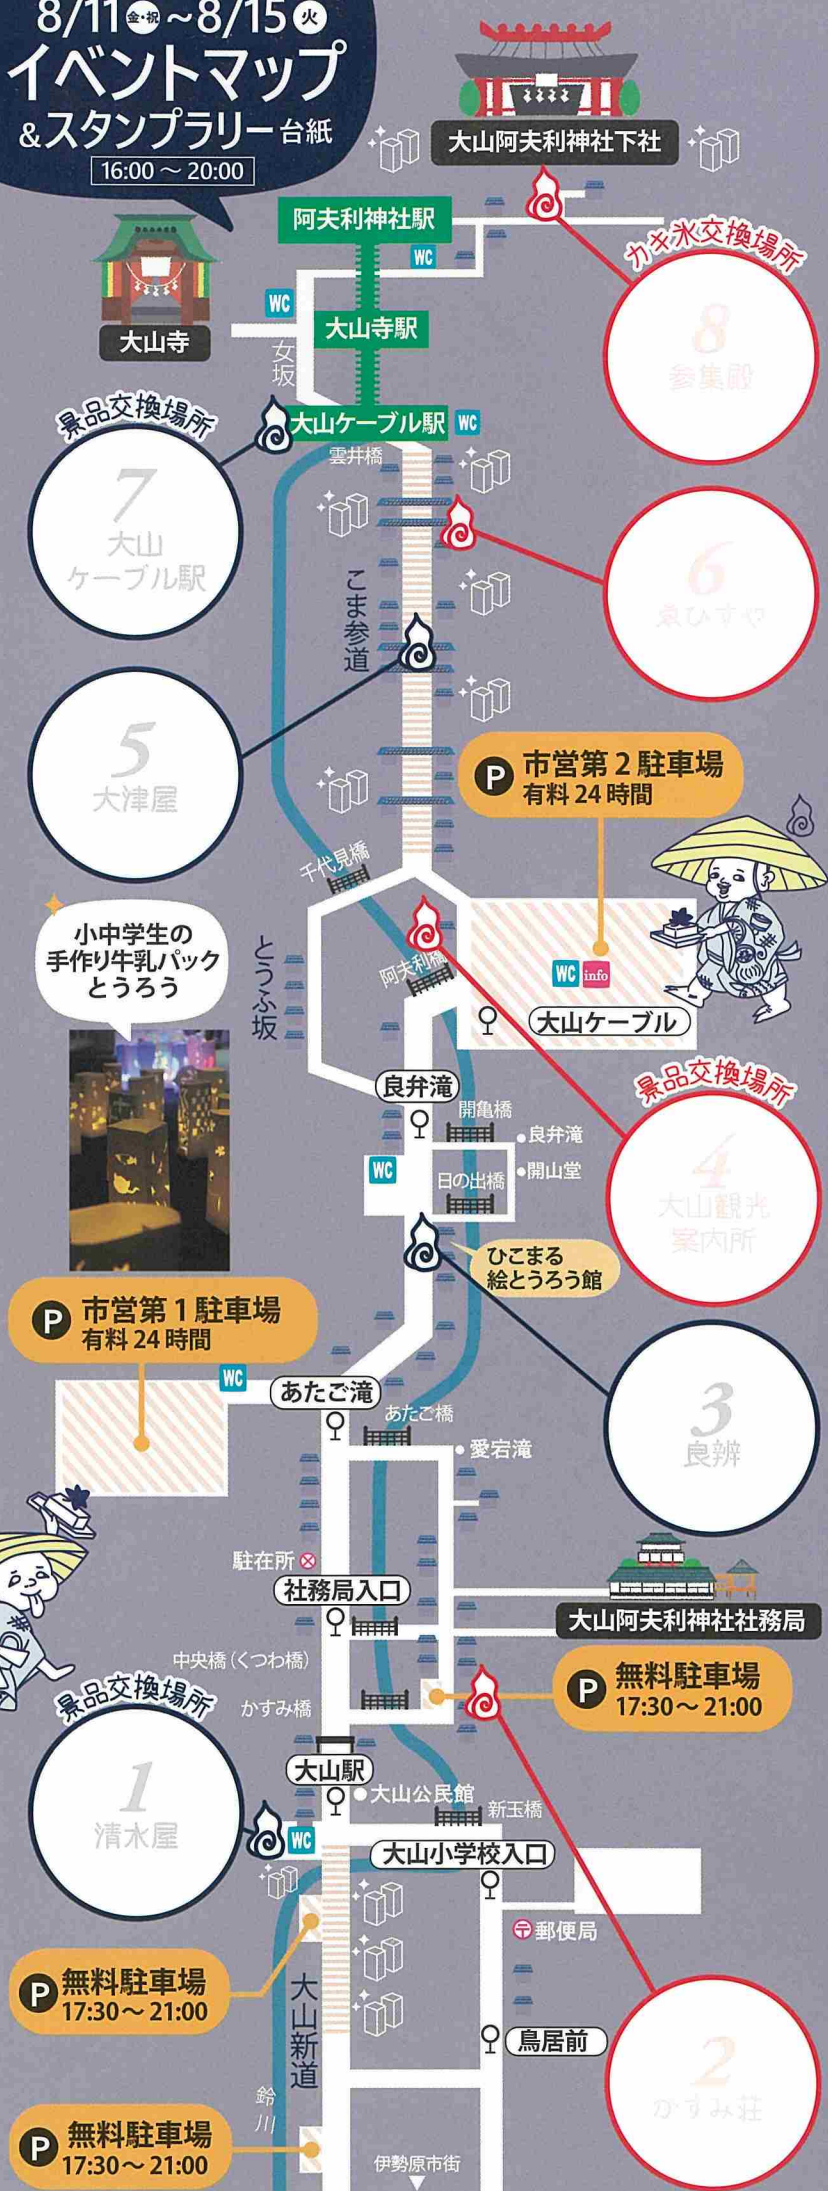 8/11金・祝～8/15火
イベントマップ
&スタンプラリー台紙
16:00～20:00
大山阿夫利神社下社
阿夫利神社駅
WC
カキ氷交換場所
8
参集殿
WC
大山寺駅
大山寺
女坂
景品交換場所
大山ケーブル駅
WC
雲井橋
7
大山
ケーブル駅
6
ゑびすや
こま参道
5
大津屋
P 市営第2駐車場
有料24時間
千代見橋
小中学生の
手作り牛乳パック
とうろう
とうふ坂
阿夫利橋
WC
info
大山ケーブル
良弁滝
開亀橋
良弁滝
WC
日の出橋
開山堂
景品交換場所
4
大山観光
案内所
ひこまる
絵とうろう館
P 市営第1駐車場
有料24時間
WC
あたご滝
あたご橋
愛宕滝
3
良辨
駐在所
社務局入口
大山阿夫利神社社務局
中央橋(くつわ橋)
P 無料駐車場
17:30～21:00
かすみ橋
景品交換場所
1
清水屋
大山駅
大山公民館
新玉橋
WC
大山小学校入口
郵便局
P 無料駐車場
17:30～21:00
大山新道
鳥居前
2
かすみ荘
鈴川
P 無料駐車場
17:30～21:00
伊勢原市街